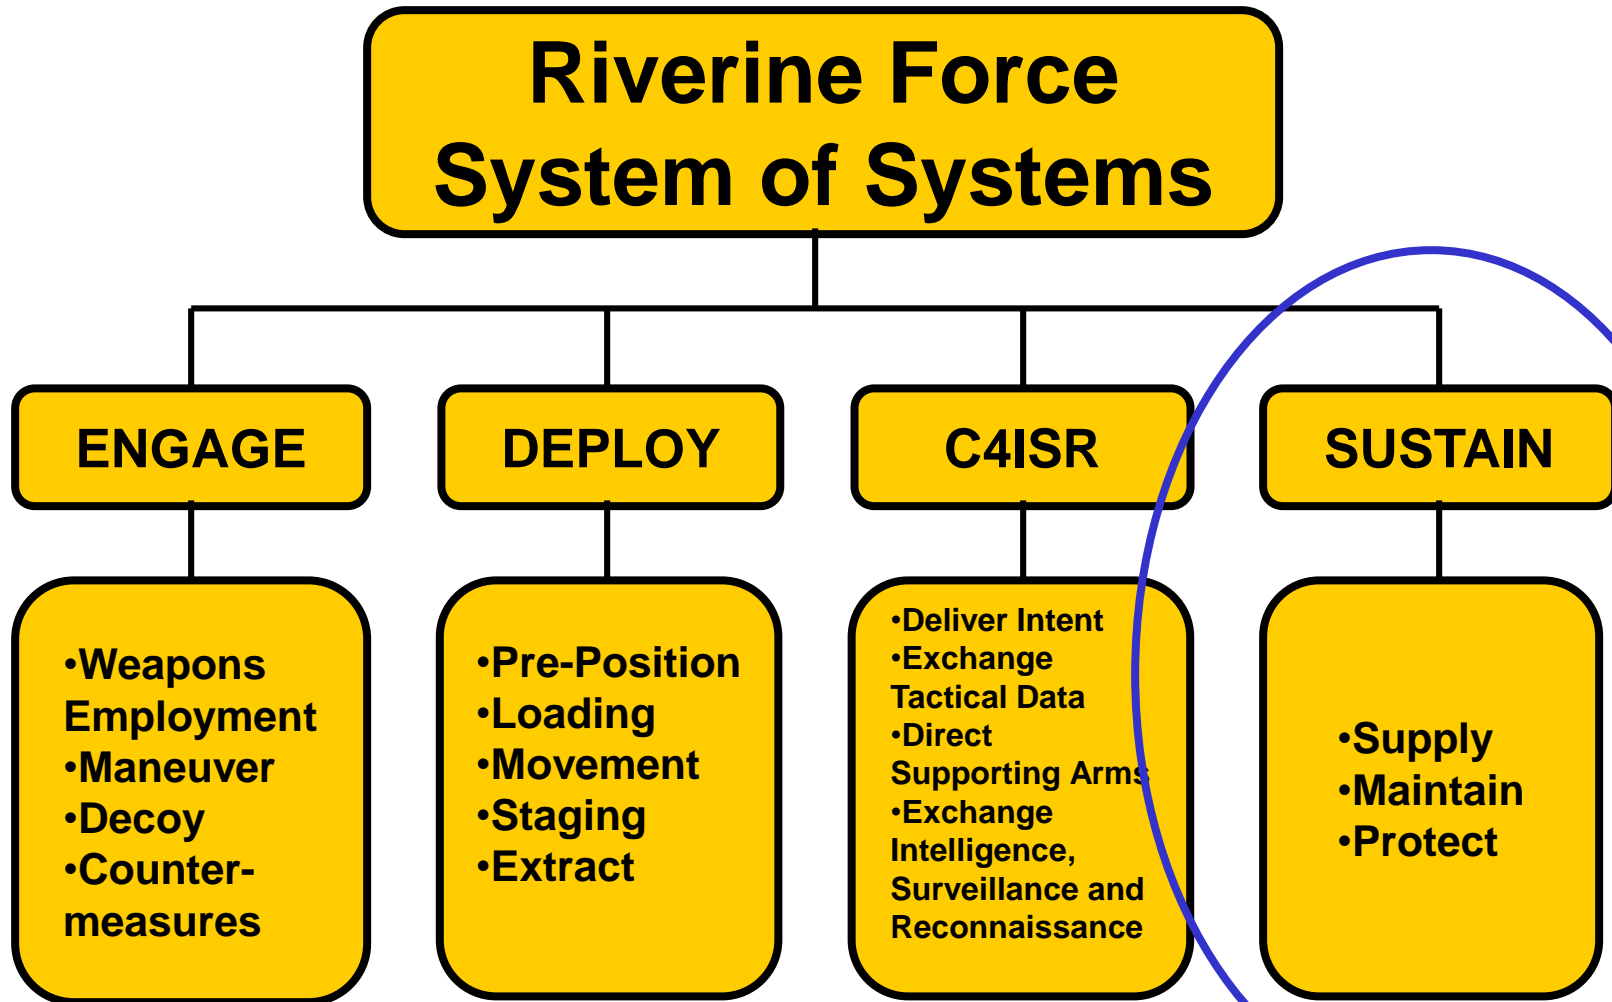 Riverine Force
System of Systems
ENGAGE
DEPLOY
C4ISR
SUSTAIN
•Weapons
Employment
•Maneuver
•Decoy
•Counter-
measures
•Pre-Position
•Loading
•Movement
•Staging
•Extract
•Deliver Intent
•Exchange
Tactical Data
•Direct
Supporting Arms
•Exchange
Intelligence,
Surveillance and
Reconnaissance
•Supply
•Maintain
•Protect